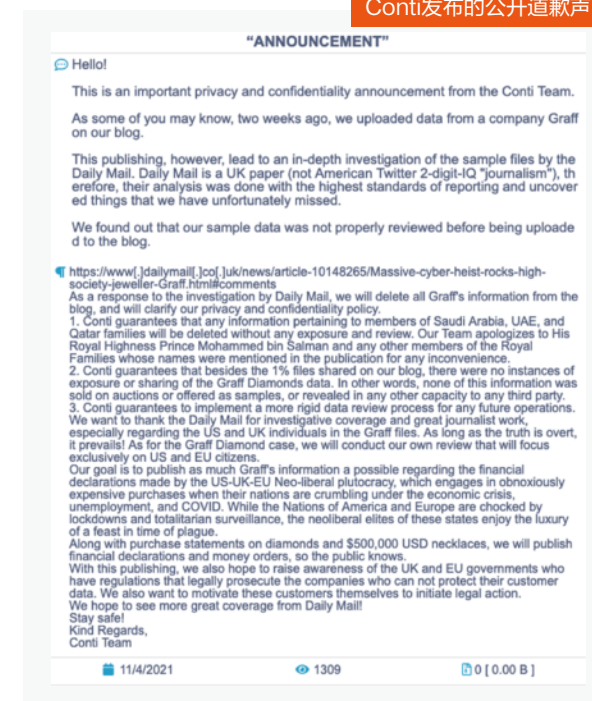 Conti发布的公开道歉声
“ANNOUNCEMENT”
Hello!
This is an important privacy and confidentiality announcement from the Conti Team.
As some of you may know, two weeks ago, we uploaded data from a company Graff
on our blog.
This publishing, however, lead to an in-depth investigation of the sample files by the
Daily Mail. Daily Mail is a UK paper (not American Twitter 2-digit-IQ "journalism"), th
erefore, their analysis was done with the highest standards of reporting and uncover
ed things that we have unfortunately missed.
We found out that our sample data was not properly reviewed before being uploade
d to the blog.
https://www[.]dailymail[.]co[.]uk/news/article-10148265/Massive-cyber-heist-rocks-high-
society-jeweller-Graff.html#comments
As a response to the investigation by Daily Mail, we will delete all Graff's information from the
blog, and will clarify our privacy and confidentiality policy.
1. Conti guarantees that any information pertaining to members of Saudi Arabia, UAE, and
Qatar families will be deleted without any exposure and review. Our Team apologizes to His
Royal Highness Prince Mohammed bin Salman and any other members of the Royal
Families whose names were mentioned in the publication for any inconvenience.
2. Conti guarantees that besides the 1% files shared on our blog, there were no instances of
exposure or sharing of the Graff Diamonds data. In other words, none of this information was
sold on auctions or offered as samples, or revealed in any other capacity to any third party.
3. Conti guarantees to implement a more rigid data review process for any future operations.
We want to thank the Daily Mail for investigative coverage and great journalist work,
especially regarding the US and UK individuals in the Graff files. As long as the truth is overt,
it prevails! As for the Graff Diamond case, we will conduct our own review that will focus
exclusively on US and EU citizens.
Our goal is to publish as much Graff's information a possible regarding the financial
declarations made by the US-UK-EU Neo-liberal plutocracy, which engages in obnoxiously
expensive purchases when their nations are crumbling under the economic crisis,
unemployment, and COVID. While the Nations of America and Europe are chocked by
lockdowns and totalitarian surveillance, the neoliberal elites of these states enjoy the luxury
of a feast in time of plague.
Along with purchase statements on diamonds and $500,000 USD necklaces, we will publish
financial declarations and money orders, so the public knows.
With this publishing, we also hope to raise awareness of the UK and EU governments who
have regulations that legally prosecute the companies who can not protect their customer
data. We also want to motivate these customers themselves to initiate legal action.
We hope to see more great coverage from Daily Mail!
Stay safe!
Kind Regards,
Conti Team
11/4/2021 1309 0 [ 0.00 B ]